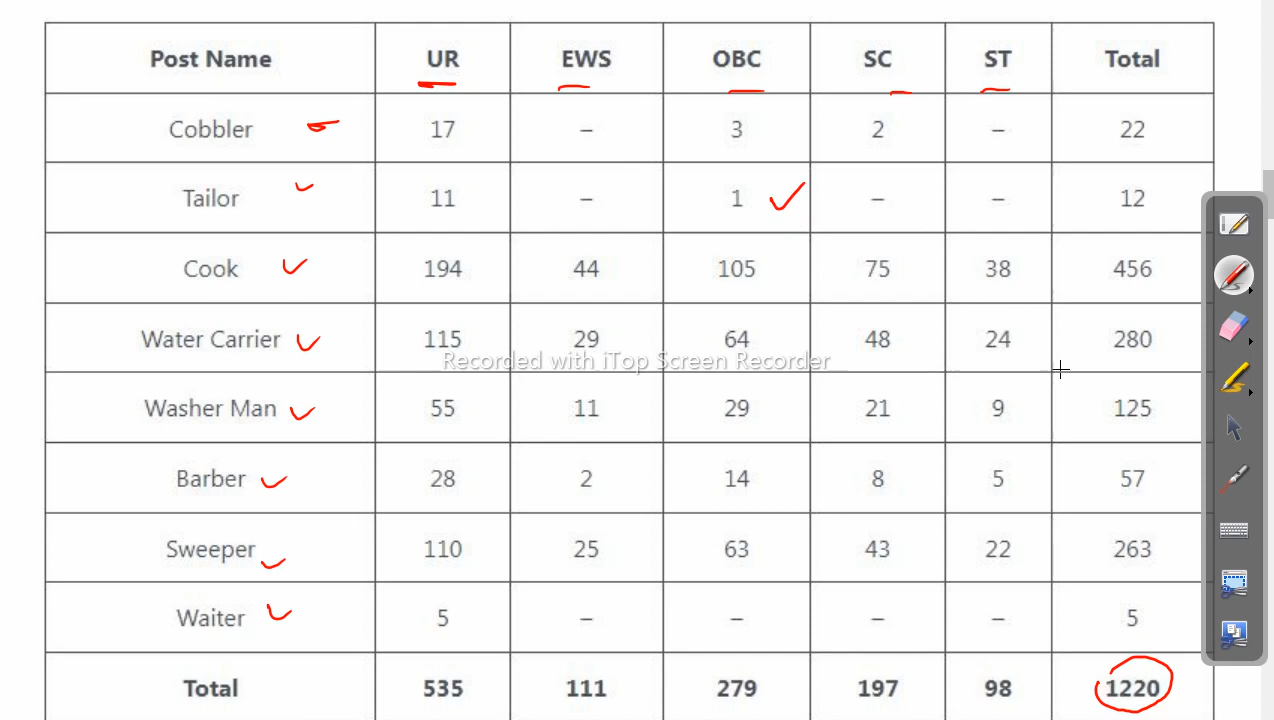 Post Name UR EWS OBC SC ST Total
Cobbler 17 – 3 2 – 22
Tailor 11 – 1 – – 12
Cook 194 44 105 75 38 456
Water Carrier 115 29 64 48 24 280
Recorded with iTop Screen Recorder
Washer Man 55 11 29 21 9 125
Barber 28 2 14 8 5 57
Sweeper 110 25 63 43 22 263
Waiter 5 – – – – 5
Total 535 111 279 197 98 1220